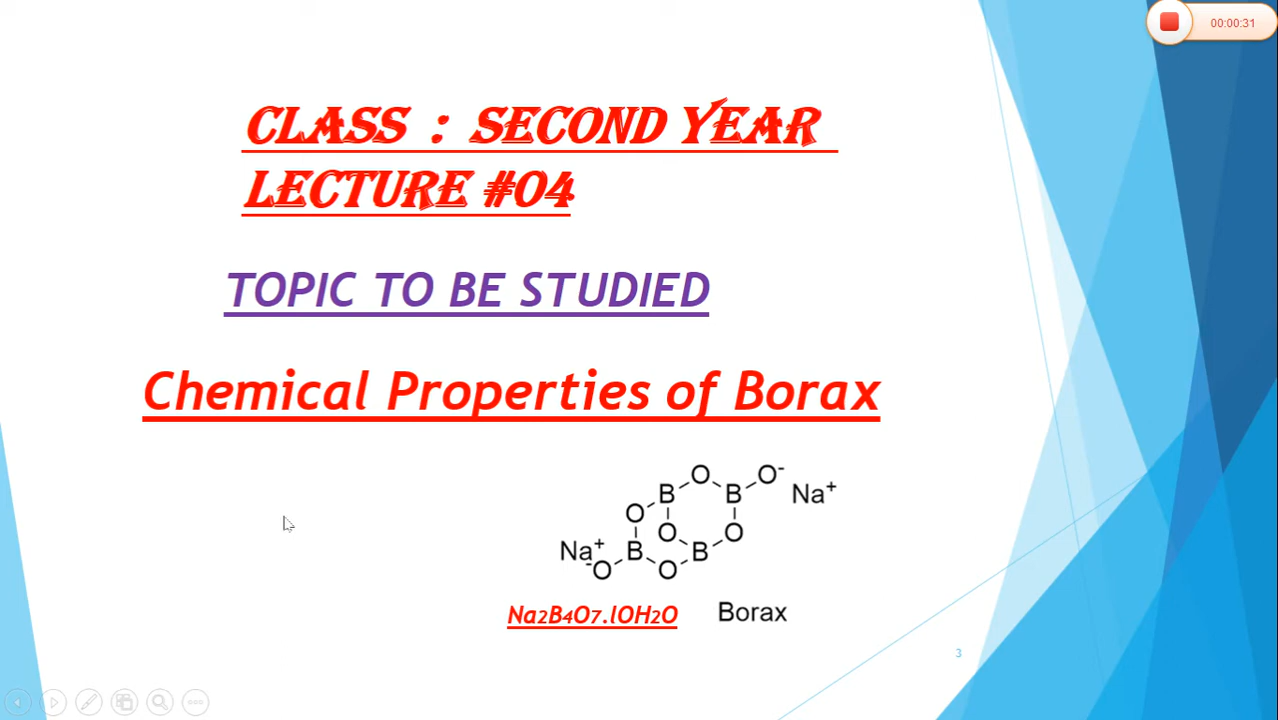 00:00:31
CLASS : SECOND YEAR
LECTURE #04
TOPIC TO BE STUDIED
Chemical Properties of Borax
O O⁻
B B Na⁺
O O O
Na⁺ B B
⁻O O
Na2B4O7.lOH2O Borax
3